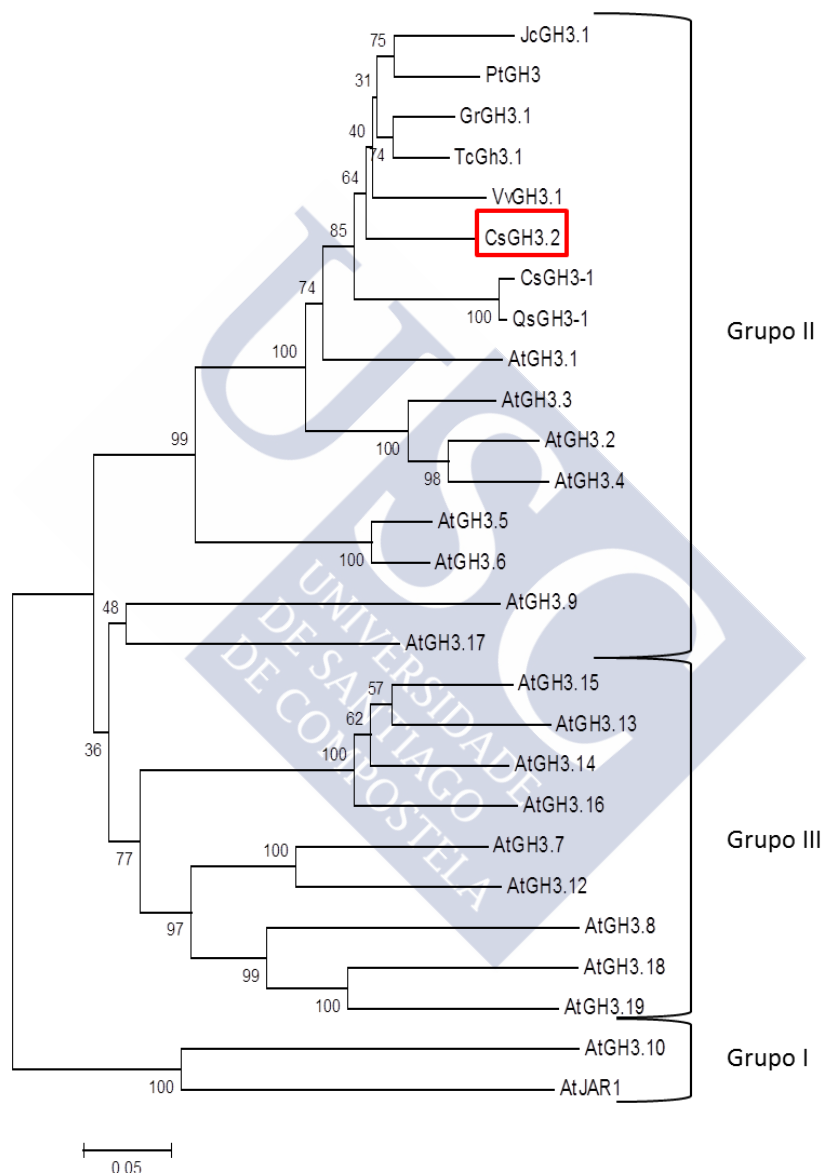 JcGH3.1
75
PtGH3
31
GrGH3.1
40
74
TcGh3.1
64
VvGH3.1
85
CsGH3.2
74
CsGH3-1
100
QsGH3-1
Grupo II
100
AtGH3.1
AtGH3.3
99
100
AtGH3.2
98
AtGH3.4
AtGH3.5
100
AtGH3.6
48
AtGH3.9
AtGH3.17
57
AtGH3.15
62
AtGH3.13
36
100
AtGH3.14
AtGH3.16
77
100
AtGH3.7
Grupo III
AtGH3.12
97
AtGH3.8
99
AtGH3.18
100
AtGH3.19
AtGH3.10
Grupo I
100
AtJAR1
0.05
USC
UNIVERSIDADE
DE SANTIAGO
DE COMPOSTELA